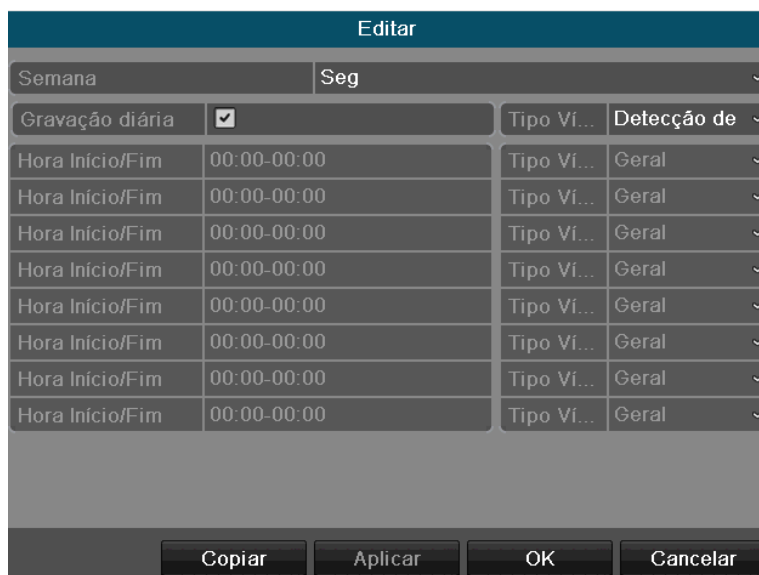 Editar
Semana Seg
Gravação diária Tipo Ví... Detecção de
Hora Início/Fim 00:00-00:00 Tipo Ví... Geral
Hora Início/Fim 00:00-00:00 Tipo Ví... Geral
Hora Início/Fim 00:00-00:00 Tipo Ví... Geral
Hora Início/Fim 00:00-00:00 Tipo Ví... Geral
Hora Início/Fim 00:00-00:00 Tipo Ví... Geral
Hora Início/Fim 00:00-00:00 Tipo Ví... Geral
Hora Início/Fim 00:00-00:00 Tipo Ví... Geral
Hora Início/Fim 00:00-00:00 Tipo Ví... Geral
Copiar Aplicar OK Cancelar